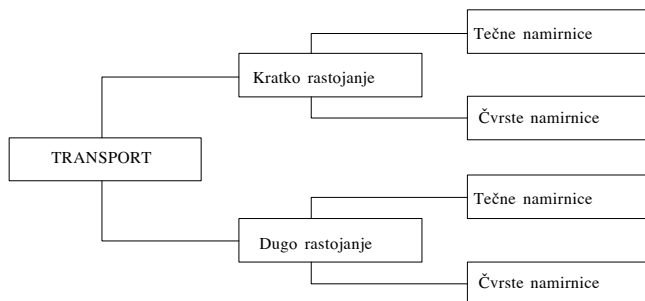 Tečne namirnice
Kratko rastojanje
Čvrste namirnice
TRANSPORT
Tečne namirnice
Dugo rastojanje
Čvrste namirnice